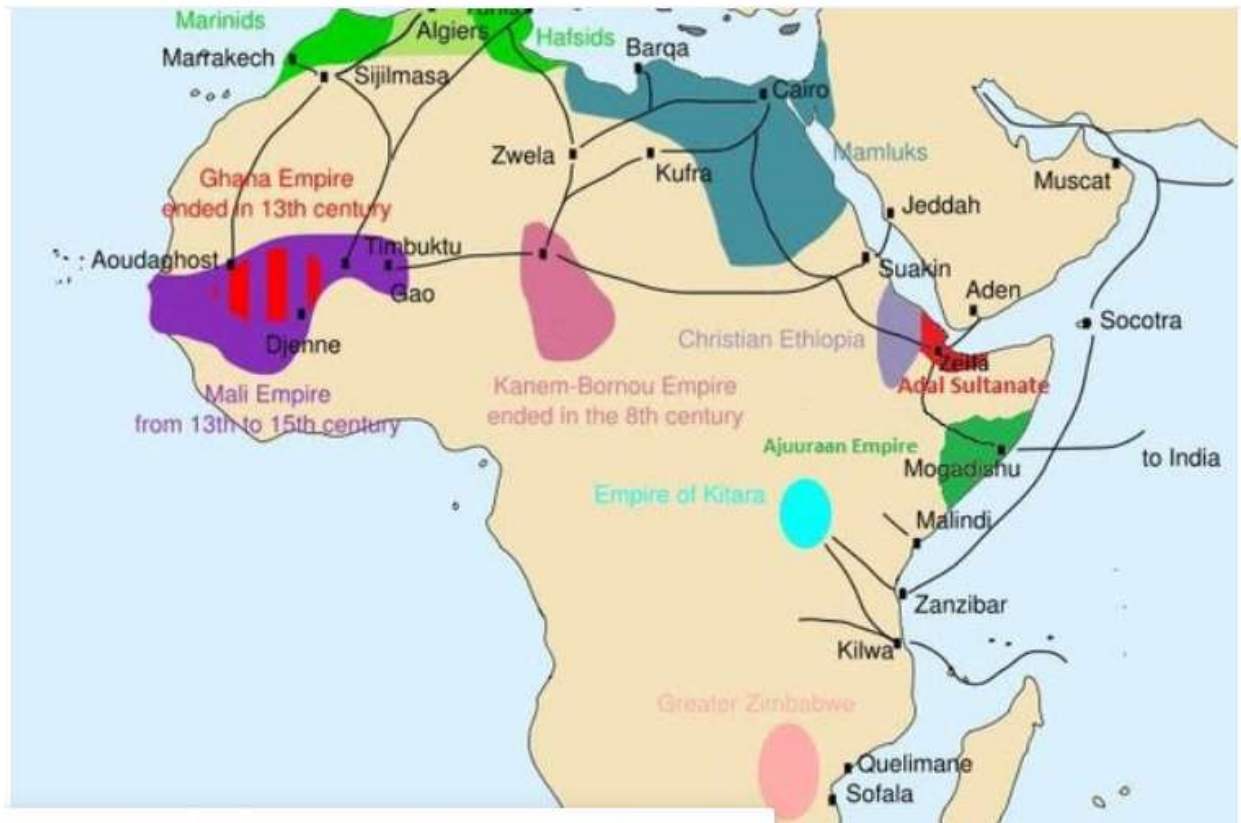 Marinids
Tunis
Algiers
Hafsids
Marrakech
Barqa
Sijilmasa
Cairo
Zwela
Mamluks
Kufra
Muscat
Ghana Empire
ended in 13th century
Jeddah
Timbuktu
Aoudaghost
Suakin
Gao
Aden
Socotra
Djenne
Christian Ethiopia
Zeila
Adal Sultanate
Mali Empire
from 13th to 15th century
Kanem-Bornou Empire
ended in the 8th century
Ajuuraan Empire
Mogadishu
to India
Empire of Kitara
Malindi
Zanzibar
Kilwa
Greater Zimbabwe
Quelimane
Sofala